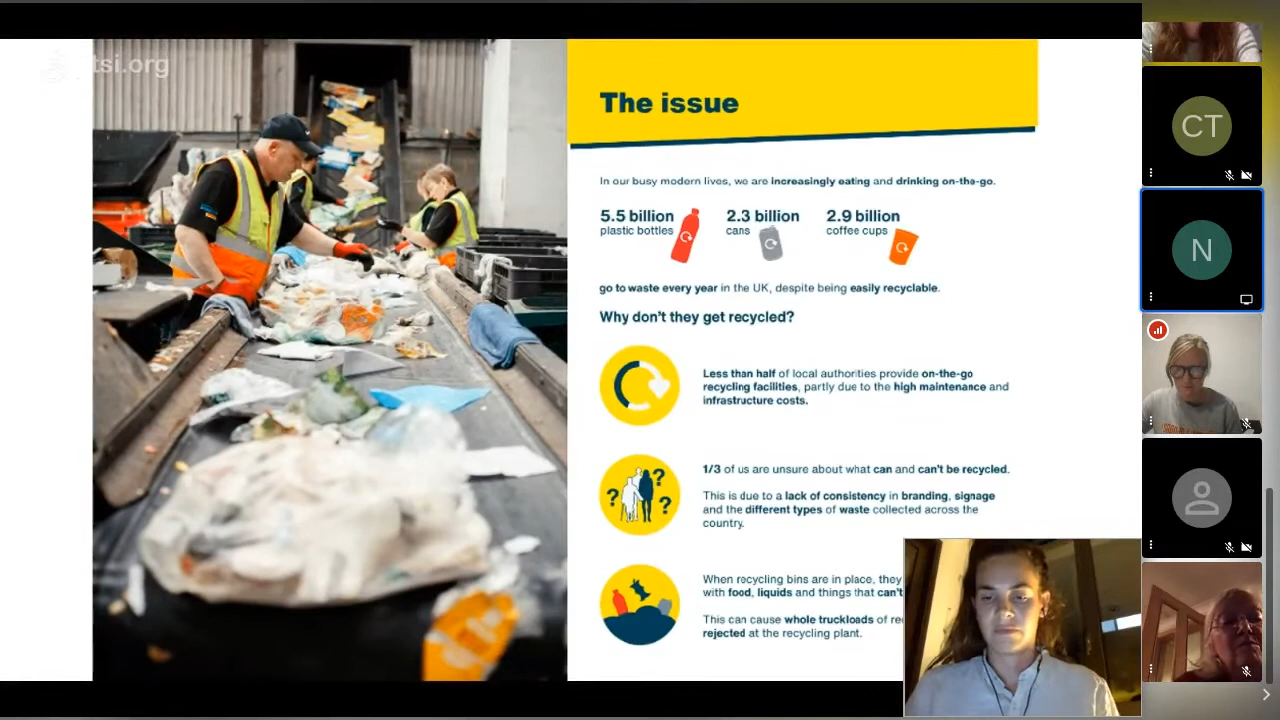 tsi.org
The issue
In our busy modern lives, we are increasingly eating and drinking on-the-go.
5.5 billion
plastic bottles
2.3 billion
cans
2.9 billion
coffee cups
go to waste every year in the UK, despite being easily recyclable.
Why don't they get recycled?
Less than half of local authorities provide on-the-go
recycling facilities, partly due to the high maintenance and
infrastructure costs.
1/3 of us are unsure about what can and can't be recycled.
? ? ?
This is due to a lack of consistency in branding, signage
and the different types of waste collected across the
country.
When recycling bins are in place, they
with food, liquids and things that can't
This can cause whole truckloads of rec
rejected at the recycling plant.
CT
N